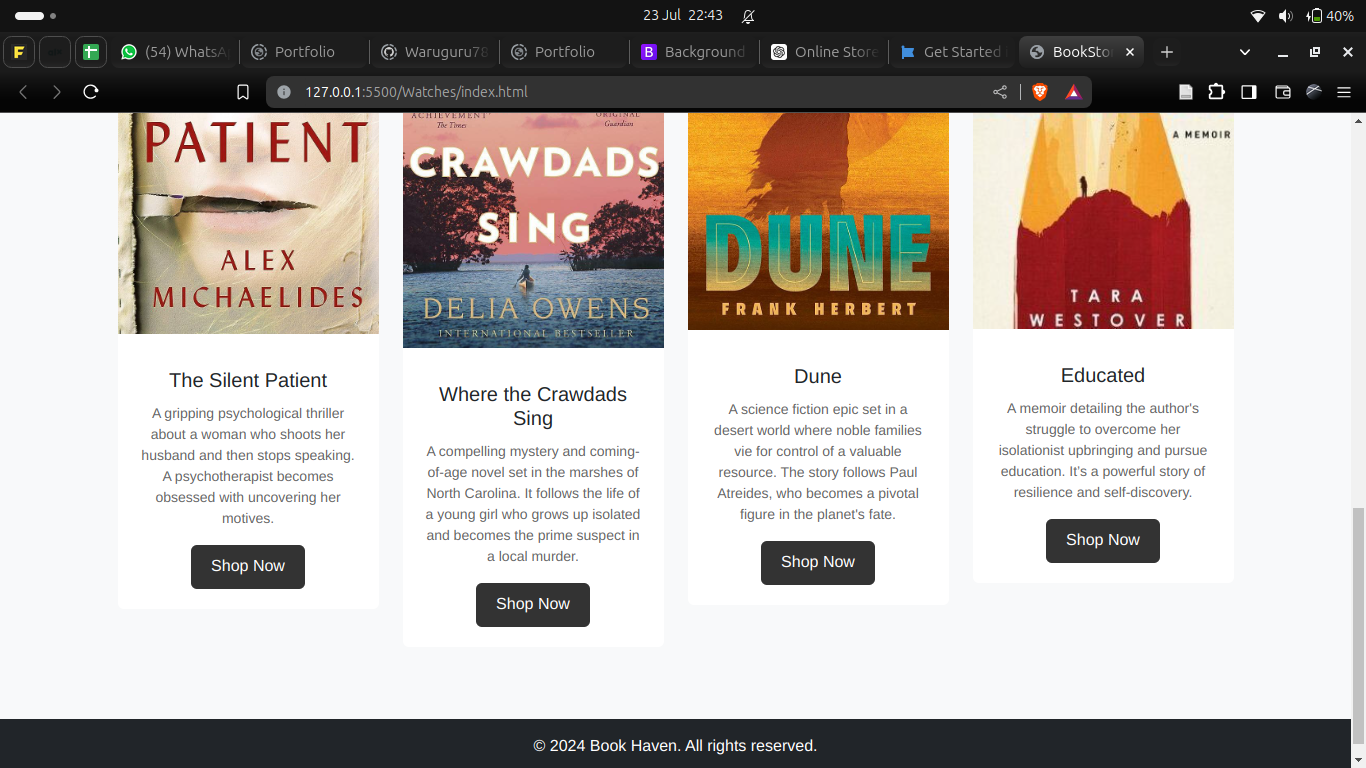 23 Jul 22:43
40%
F
(54) WhatsA
Portfolio
Waruguru78
Portfolio
B
Background
Online Store
Get Started
BookSto
127.0.0.1:5500/Watches/index.html
PATIENT
ALEX
MICHAELIDES
ACHIEVEMENT'
The Times
ORIGINAL
Guardian
CRAWDADS
SING
DELIA OWENS
INTERNATIONAL BESTSELLER
DUNE
FRANK HERBERT
A MEMOIR
TARA
WESTOVER
The Silent Patient
A gripping psychological thriller
about a woman who shoots her
husband and then stops speaking.
A psychotherapist becomes
obsessed with uncovering her
motives.
Shop Now
Where the Crawdads
Sing
A compelling mystery and coming-
of-age novel set in the marshes of
North Carolina. It follows the life of
a young girl who grows up isolated
and becomes the prime suspect in
a local murder.
Shop Now
Dune
A science fiction epic set in a
desert world where noble families
vie for control of a valuable
resource. The story follows Paul
Atreides, who becomes a pivotal
figure in the planet's fate.
Shop Now
Educated
A memoir detailing the author's
struggle to overcome her
isolationist upbringing and pursue
education. It's a powerful story of
resilience and self-discovery.
Shop Now
© 2024 Book Haven. All rights reserved.